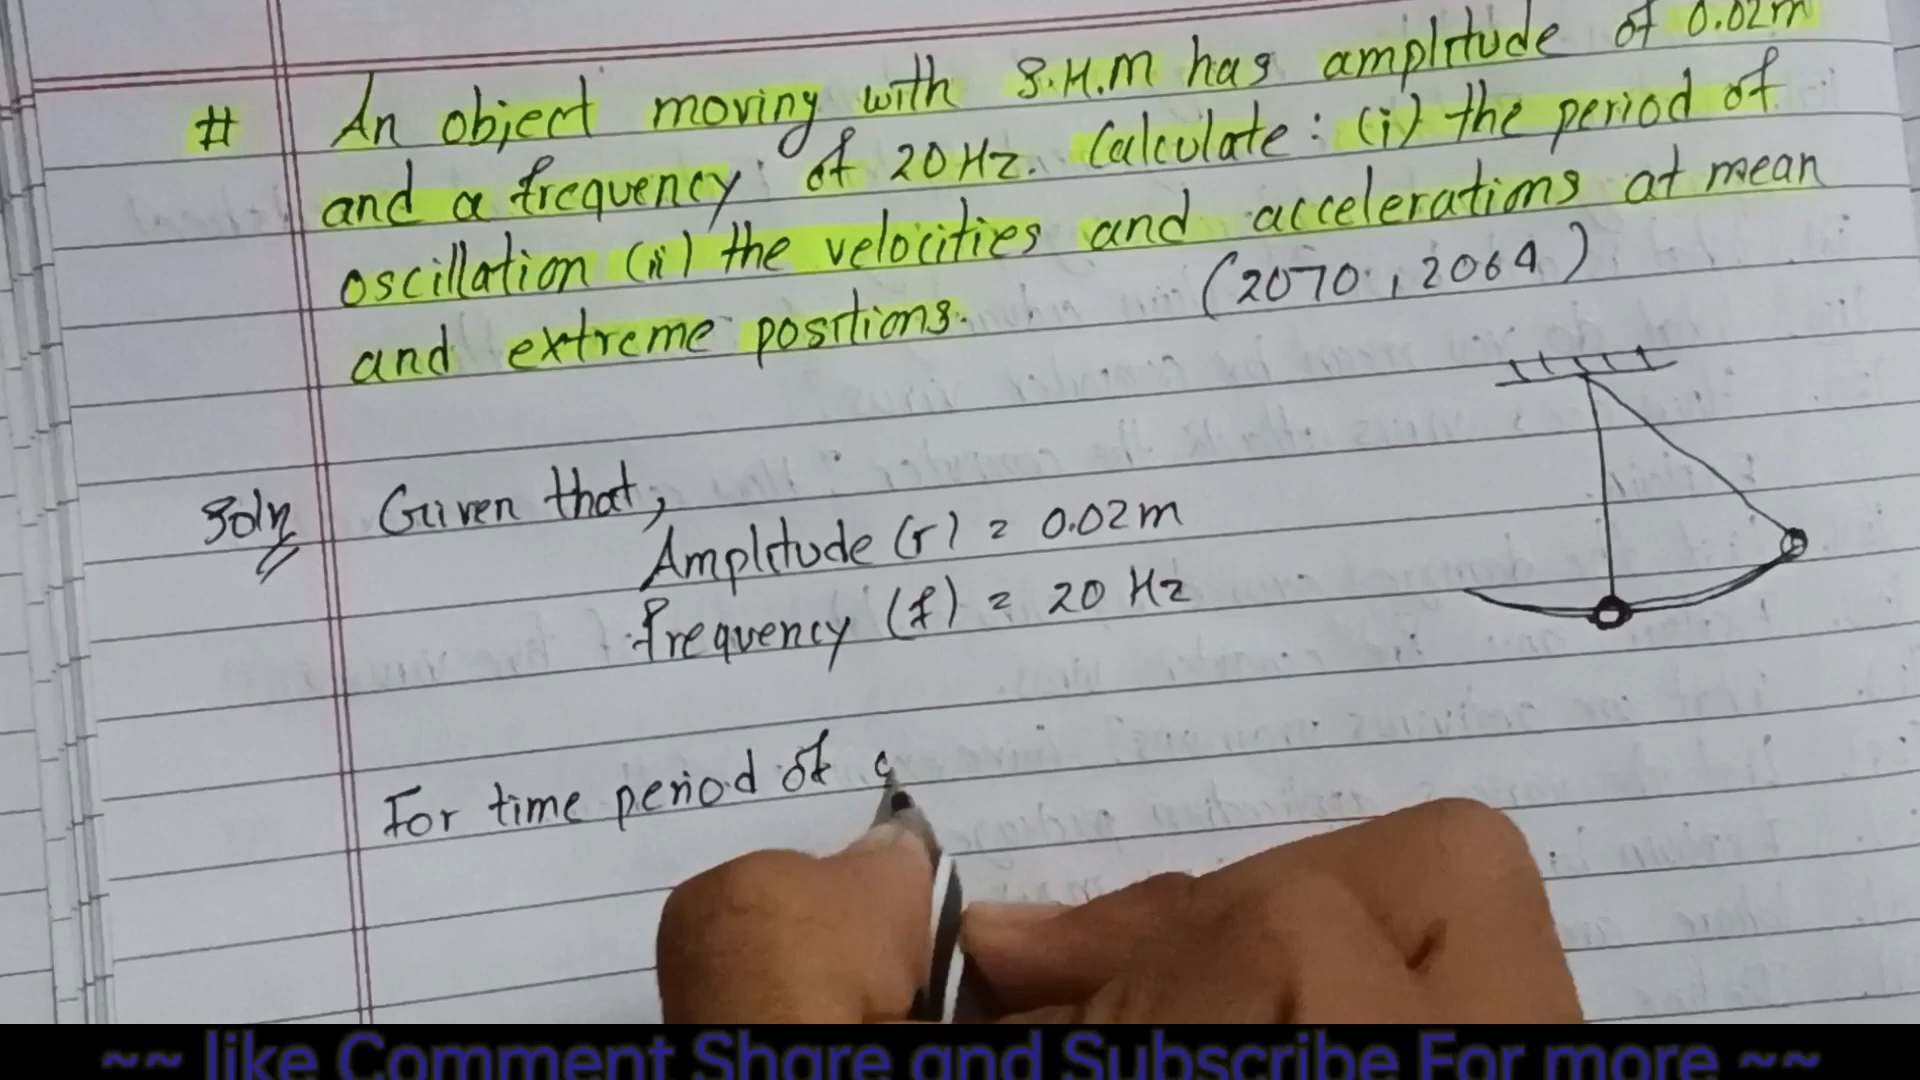 # An object moving with S.H.M has amplitude of 0.02m
and a frequency of 20 Hz. Calculate: (i) the period of
oscillation (ii) the velocities and accelerations at mean
and extreme positions. (2070, 2064)
Soln Given that,
Amplitude (r) = 0.02m
frequency (f) = 20 Hz
For time period of
~~ like Comment Share and Subscribe For more ~~